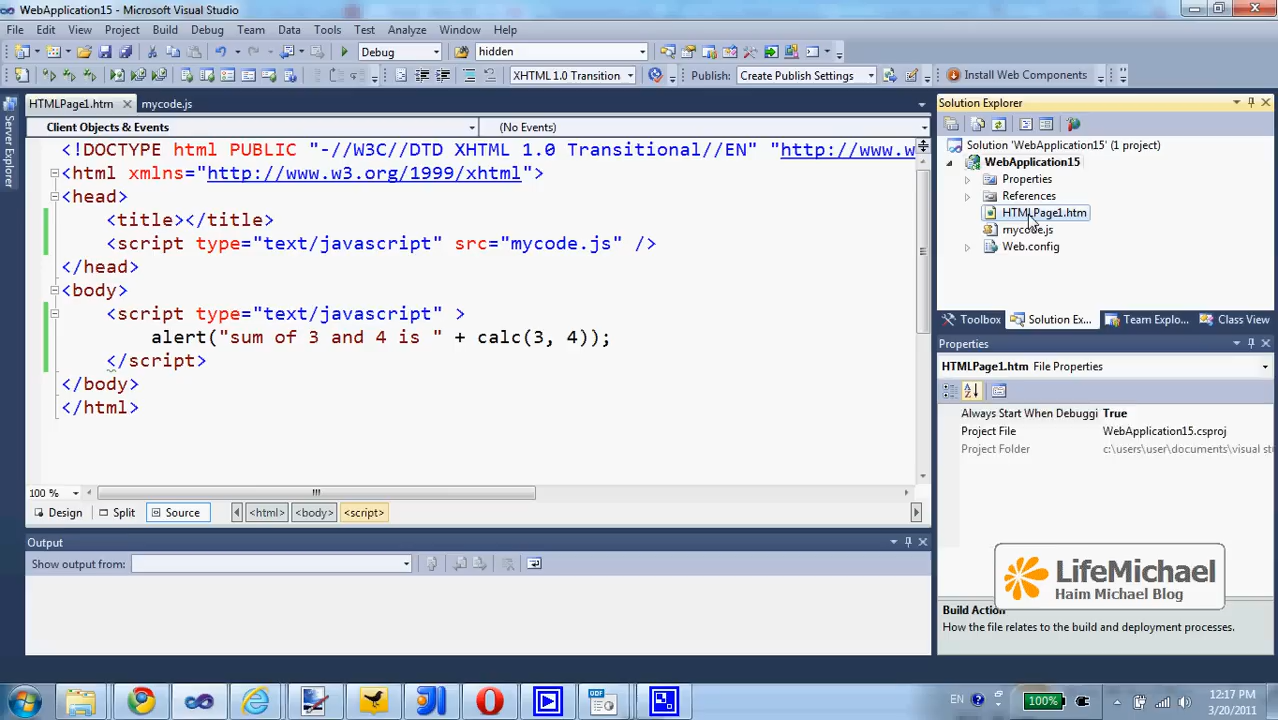 WebApplication15 - Microsoft Visual Studio
File Edit View Project Build Debug Team Data Tools Test Analyze Window Help
Debug hidden
XHTML 1.0 Transition Publish: Create Publish Settings Install Web Components
HTMLPage1.htm mycode.js
Client Objects & Events (No Events)
<!DOCTYPE html PUBLIC "-//W3C//DTD XHTML 1.0 Transitional//EN" "http://www.w
<html xmlns="http://www.w3.org/1999/xhtml">
<head>
<title></title>
<script type="text/javascript" src="mycode.js" />
</head>
<body>
<script type="text/javascript" >
alert("sum of 3 and 4 is " + calc(3, 4));
</script>
</body>
</html>
100 %
Design Split Source <html> <body> <script>
Output
Show output from:
Server Explorer
Solution Explorer
Solution 'WebApplication15' (1 project)
WebApplication15
Properties
References
HTMLPage1.htm
mycode.js
Web.config
Toolbox Solution Ex... Team Explo... Class View
Properties
HTMLPage1.htm File Properties
Always Start When Debuggi True
Project File WebApplication15.csproj
Project Folder c:\users\user\documents\visual stu
LifeMichael
Haim Michael Blog
Build Action
How the file relates to the build and deployment processes.
EN 100% 12:17 PM
3/20/2011